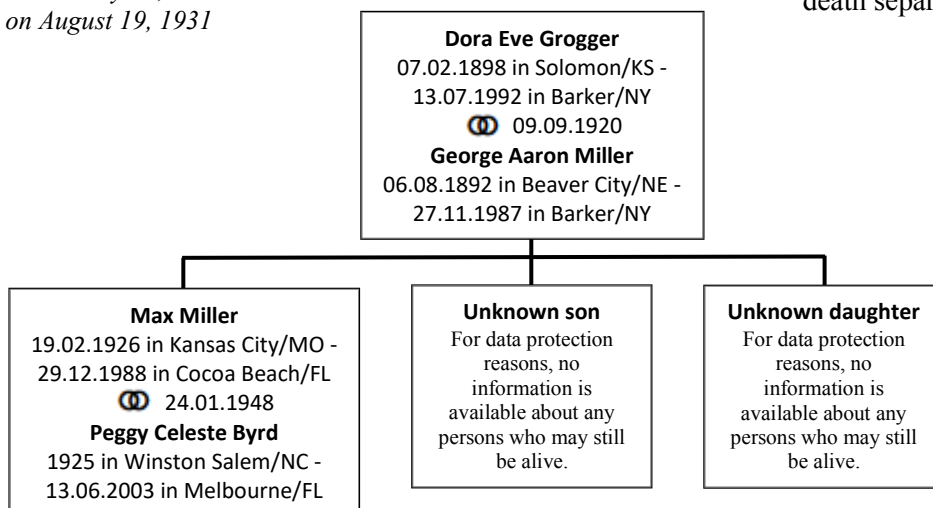 on August 19, 1931
death
Dora Eve Grogger
07.02.1898 in Solomon/KS -
13.07.1992 in Barker/NY
09.09.1920
George Aaron Miller
06.08.1892 in Beaver City/NE -
27.11.1987 in Barker/NY
Max Miller
19.02.1926 in Kansas City/MO -
29.12.1988 in Cocoa Beach/FL
24.01.1948
Peggy Celeste Byrd
1925 in Winston Salem/NC -
13.06.2003 in Melbourne/FL
Unknown son
For data protection
reasons, no
information is
available about any
persons who may still
be alive.
Unknown daughter
For data protection
reasons, no
information is
available about any
persons who may still
be alive.